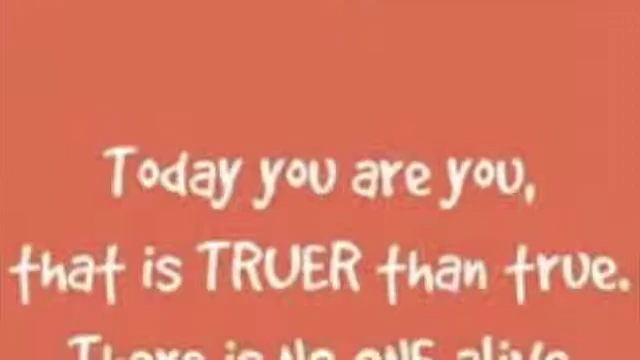 Today you are you,
that is TRUER than true.
There is No ONE alive